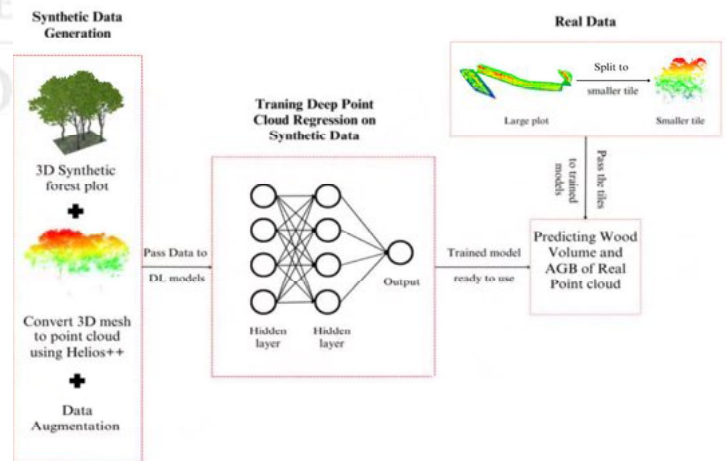 Synthetic Data
Generation
3D Synthetic
forest plot
Convert 3D mesh
to point cloud
using Helios++
Data
Augmentation
Pass Data to
DL models
Traning Deep Point
Cloud Regression on
Synthetic Data
Hidden
layer
Hidden
layer
Output
Trained model
ready to use
Real Data
Large plot
Split to
smaller tile
Smaller tile
Pass the tiles
to trained
models
Predicting Wood
Volume and
AGB of Real
Point cloud